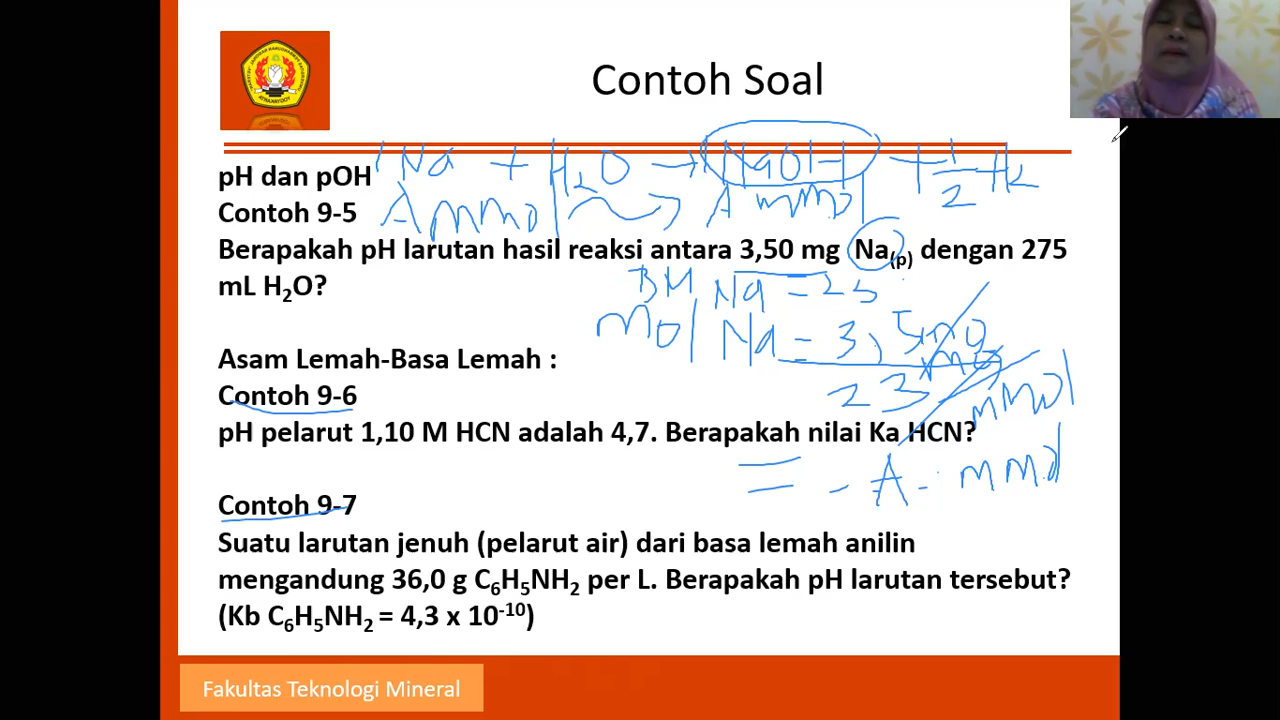 Contoh Soal
1 Na + H2O → NaOH + 1/2 H2
pH dan pOH
Contoh 9-5
A mmol A mmol
Berapakah pH larutan hasil reaksi antara 3,50 mg Na(p) dengan 275
mL H2O?
BM Na = 23
mol Na = 3,5 mg
23 mg
mmol
Asam Lemah-Basa Lemah :
Contoh 9-6
pH pelarut 1,10 M HCN adalah 4,7. Berapakah nilai Ka HCN?
= - A - mmol
Contoh 9-7
Suatu larutan jenuh (pelarut air) dari basa lemah anilin
mengandung 36,0 g C6H5NH2 per L. Berapakah pH larutan tersebut?
(Kb C6H5NH2 = 4,3 x 10-10)
Fakultas Teknologi Mineral